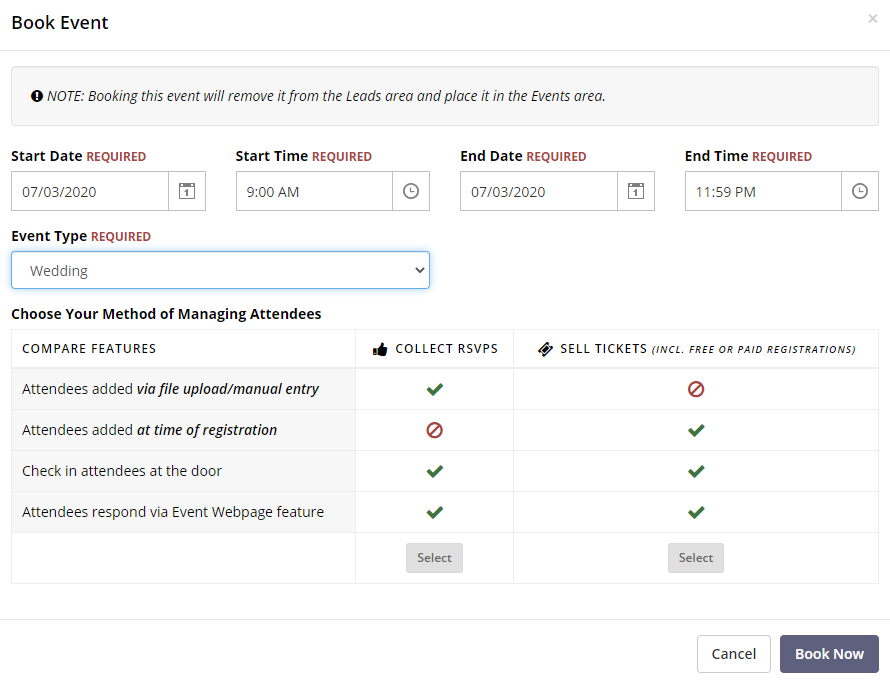 Book Event
×
NOTE: Booking this event will remove it from the Leads area and place it in the Events area.
Start Date REQUIRED Start Time REQUIRED End Date REQUIRED End Time REQUIRED
07/03/2020 1 9:00 AM 07/03/2020 1 11:59 PM
Event Type REQUIRED
Wedding
Choose Your Method of Managing Attendees
COMPARE FEATURES COLLECT RSVPS SELL TICKETS (INCL. FREE OR PAID REGISTRATIONS)
Attendees added via file upload/manual entry
Attendees added at time of registration
Check in attendees at the door
Attendees respond via Event Webpage feature
Select Select
Cancel Book Now